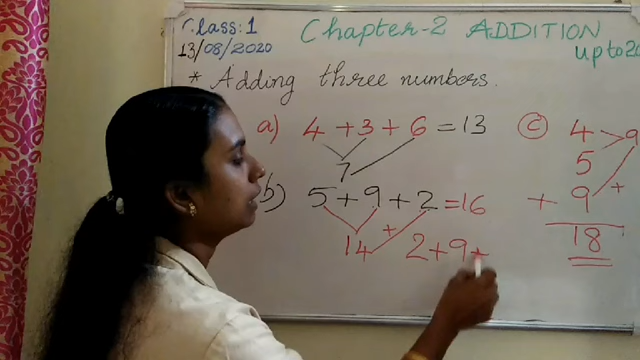 Class:1 Chapter-2 ADDITION
13/08/2020 up to 20
* Adding three numbers.
a) 4 + 3 + 6 = 13
7
b) 5 + 9 + 2 = 16
14 + 2 + 9 +
c 4 > 9
5
+ 9 +
18